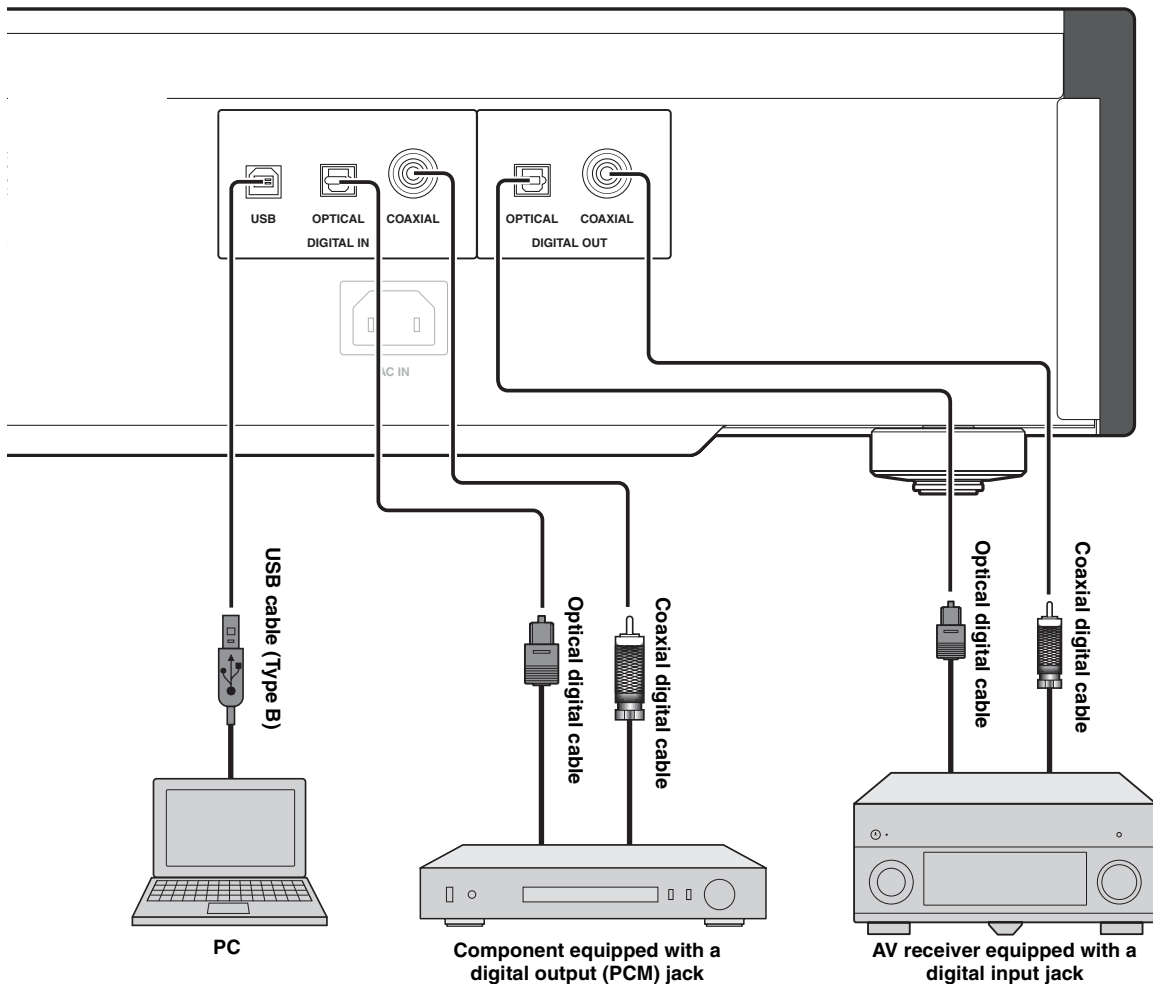 USB
OPTICAL
COAXIAL
DIGITAL IN
OPTICAL
COAXIAL
DIGITAL OUT
AC IN
USB cable (Type B)
Optical digital cable
Coaxial digital cable
Optical digital cable
Coaxial digital cable
PC
Component equipped with a
digital output (PCM) jack
AV receiver equipped with a
digital input jack